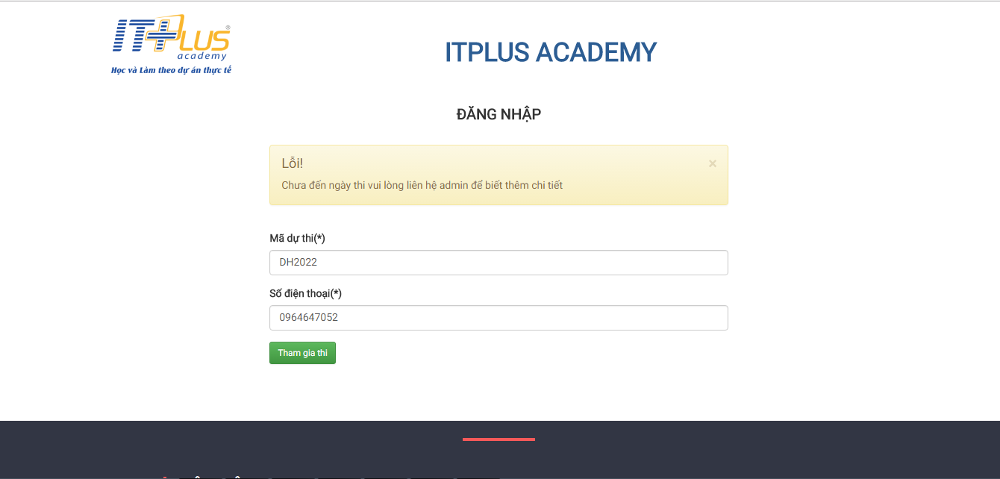 ITPLUS®
academy
Học và Làm theo dự án thực tế
ITPLUS ACADEMY
ĐĂNG NHẬP
Lỗi!
×
Chưa đến ngày thi vui lòng liên hệ admin để biết thêm chi tiết
Mã dự thi(*)
DH2022
Số điện thoại(*)
0964647052
Tham gia thi